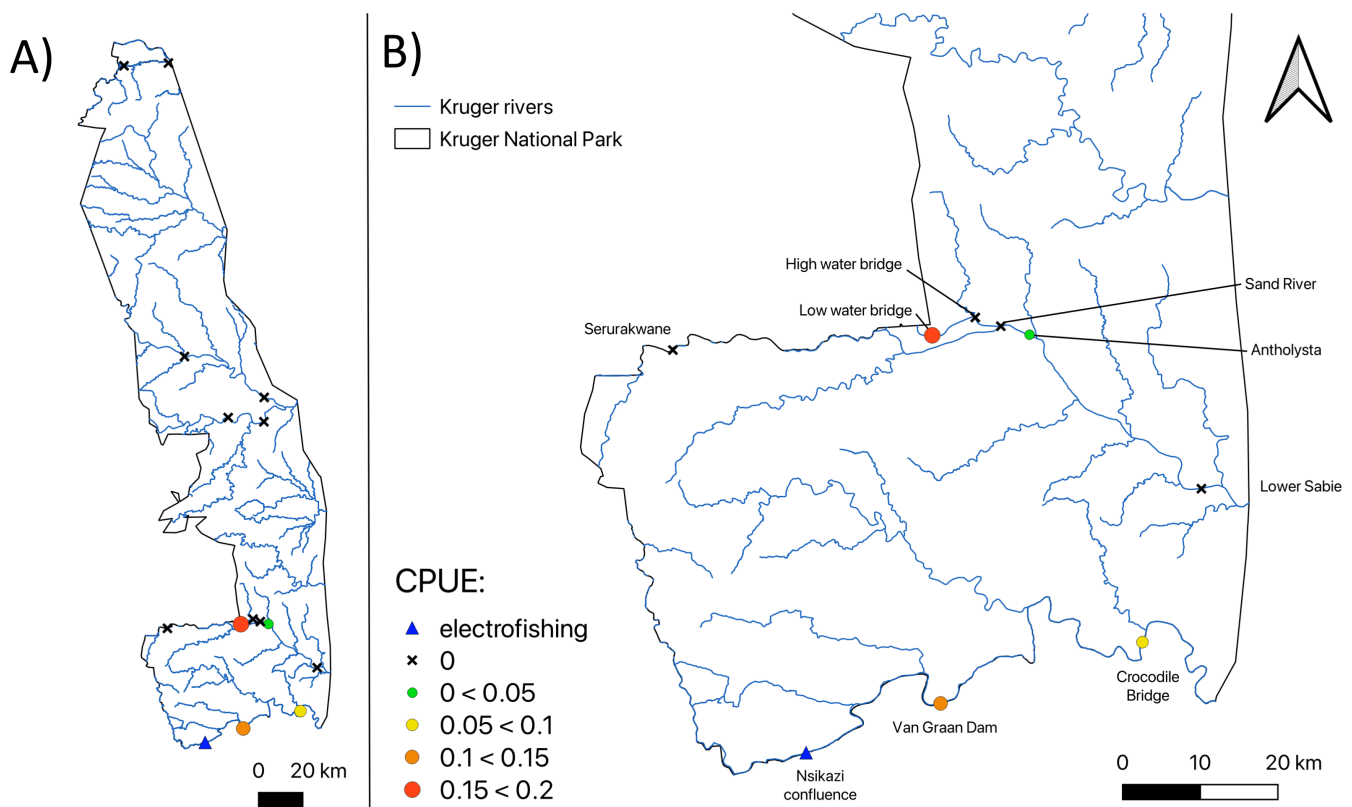 A)
B)
Kruger rivers
Kruger National Park
High water bridge
Sand River
Low water bridge
Serurakwane
Antholysta
Lower Sabie
CPUE:
electrofishing
0
0 < 0.05
0.05 < 0.1
0.1 < 0.15
0.15 < 0.2
Crocodile
Bridge
Van Graan Dam
Nsikazi
confluence
0 20 km
0 10 20 km